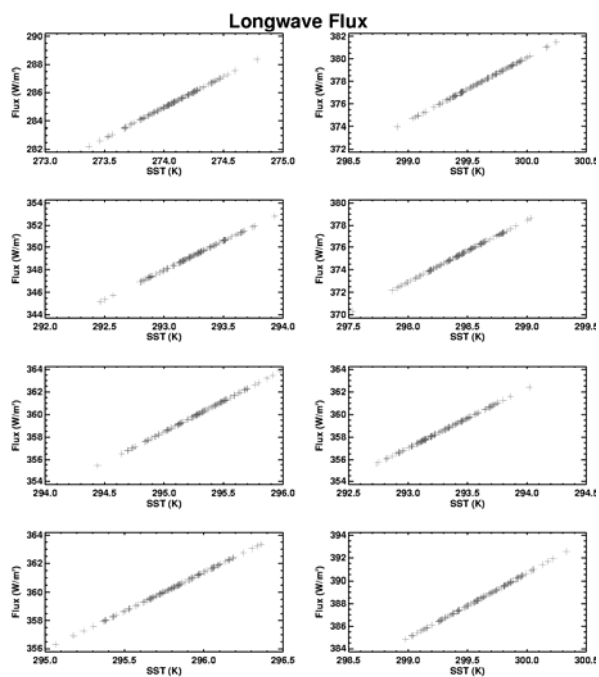 Longwave Flux
Flux (W/m²)
290
288
286
284
282
273.0 273.5 274.0 274.5 275.0
SST (K)
Flux (W/m²)
382
380
378
376
374
372
298.5 299.0 299.5 300.0 300.5
SST (K)
Flux (W/m²)
354
352
350
348
346
344
292.0 292.5 293.0 293.5 294.0
SST (K)
Flux (W/m²)
380
378
376
374
372
370
297.5 298.0 298.5 299.0 299.5
SST (K)
Flux (W/m²)
364
362
360
358
356
354
294.0 294.5 295.0 295.5 296.0
SST (K)
Flux (W/m²)
364
362
360
358
356
354
292.5 293.0 293.5 294.0 294.5
SST (K)
Flux (W/m²)
364
362
360
358
356
295.0 295.5 296.0 296.5
SST (K)
Flux (W/m²)
394
392
390
388
386
384
298.5 299.0 299.5 300.0 300.5
SST (K)